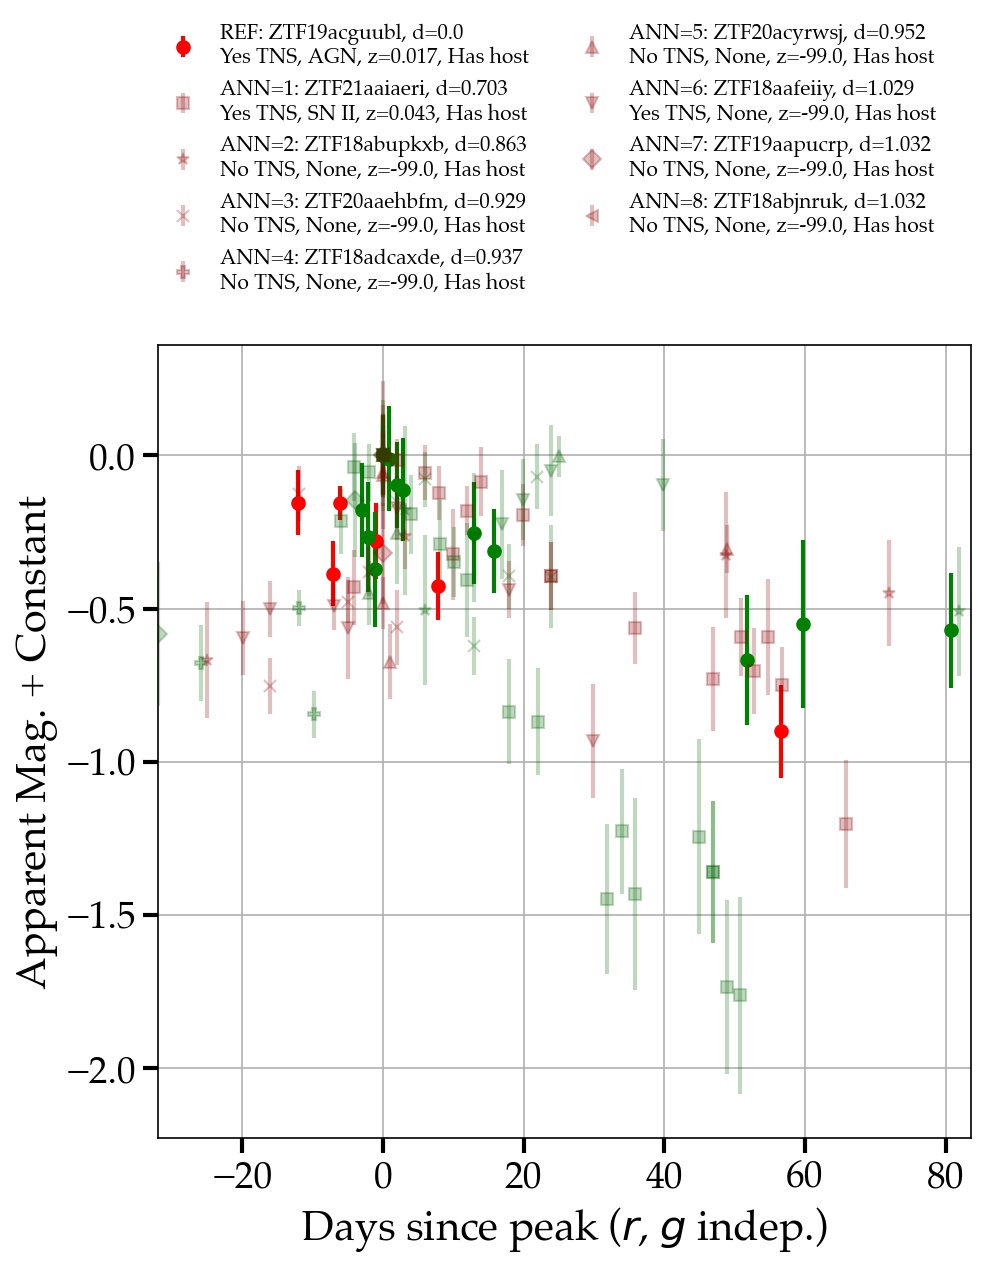 REF: ZTF19acguubl, d=0.0
Yes TNS, AGN, z=0.017, Has host
ANN=1: ZTF21aaiaeri, d=0.703
Yes TNS, SN II, z=0.043, Has host
ANN=2: ZTF18abupkxb, d=0.863
No TNS, None, z=-99.0, Has host
ANN=3: ZTF20aaehbfm, d=0.929
No TNS, None, z=-99.0, Has host
ANN=4: ZTF18adcaxde, d=0.937
No TNS, None, z=-99.0, Has host
ANN=5: ZTF20acyrwsj, d=0.952
No TNS, None, z=-99.0, Has host
ANN=6: ZTF18aafeiiy, d=1.029
Yes TNS, None, z=-99.0, Has host
ANN=7: ZTF19aapucrp, d=1.032
No TNS, None, z=-99.0, Has host
ANN=8: ZTF18abjnruk, d=1.032
No TNS, None, z=-99.0, Has host
Apparent Mag. + Constant
0.0
−0.5
−1.0
−1.5
−2.0
−20 0 20 40 60 80
Days since peak (r, g indep.)